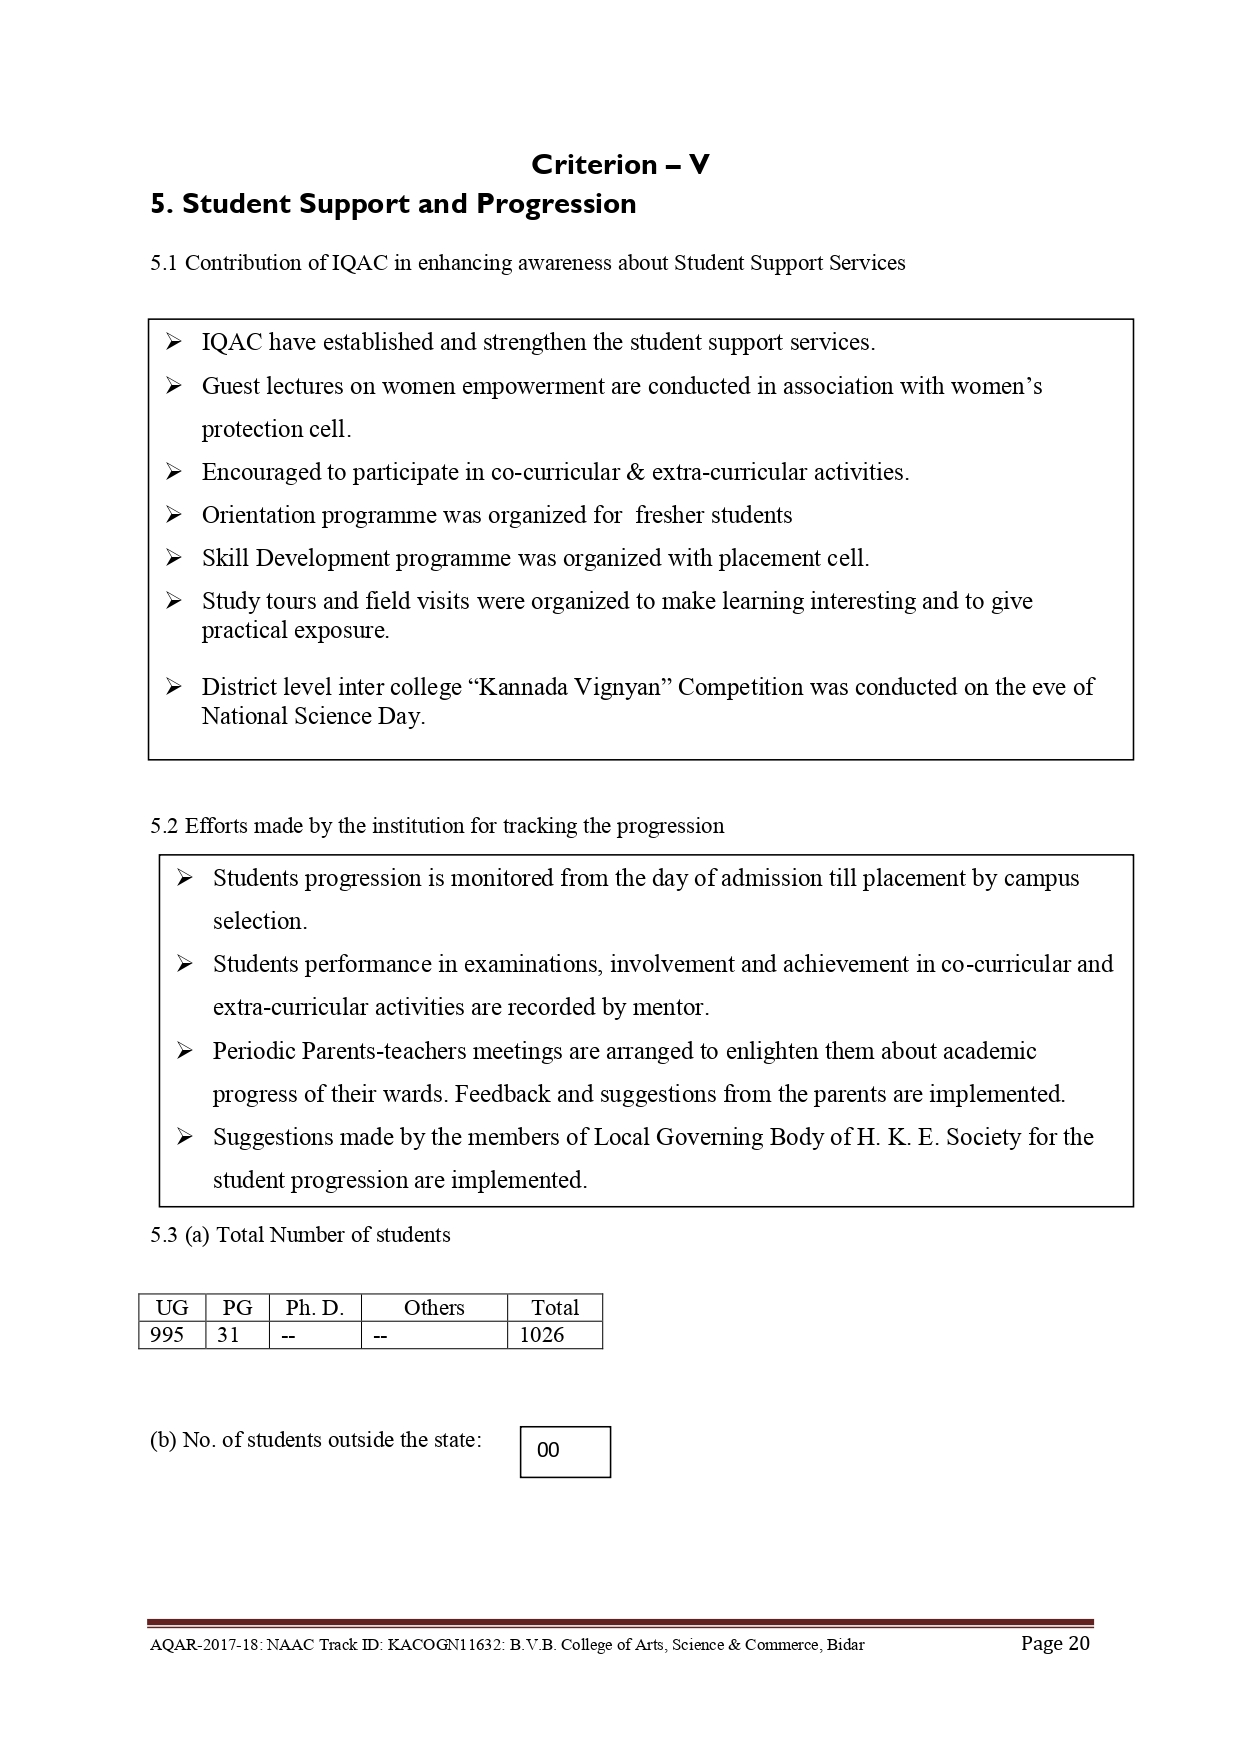 Criterion – V
5. Student Support and Progression
5.1 Contribution of IQAC in enhancing awareness about Student Support Services
➢ IQAC have established and strengthen the student support services.
➢ Guest lectures on women empowerment are conducted in association with women’s
protection cell.
➢ Encouraged to participate in co-curricular & extra-curricular activities.
➢ Orientation programme was organized for  fresher students
➢ Skill Development programme was organized with placement cell.
➢ Study tours and field visits were organized to make learning interesting and to give
practical exposure.
➢ District level inter college “Kannada Vignyan” Competition was conducted on the eve of
National Science Day.
5.2 Efforts made by the institution for tracking the progression
➢ Students progression is monitored from the day of admission till placement by campus
selection.
➢ Students performance in examinations, involvement and achievement in co-curricular and
extra-curricular activities are recorded by mentor.
➢ Periodic Parents-teachers meetings are arranged to enlighten them about academic
progress of their wards. Feedback and suggestions from the parents are implemented.
➢ Suggestions made by the members of Local Governing Body of H. K. E. Society for the
student progression are implemented.
5.3 (a) Total Number of students
UG PG Ph. D. Others Total
995 31 -- -- 1026
(b) No. of students outside the state: 00
AQAR-2017-18: NAAC Track ID: KACOGN11632: B.V.B. College of Arts, Science & Commerce, Bidar Page 20